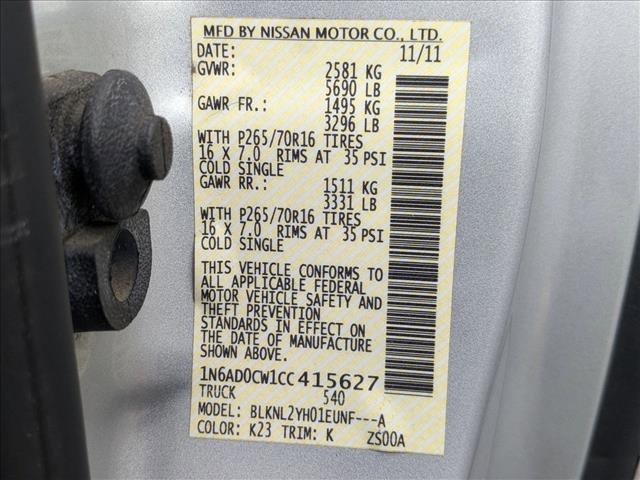 MFD BY NISSAN MOTOR CO., LTD.
DATE: 11/11
GVWR: 2581 KG
5690 LB
GAWR FR.: 1495 KG
3296 LB
WITH P265/70R16 TIRES
16 X 7.0 RIMS AT 35 PSI
COLD SINGLE
GAWR RR.: 1511 KG
3331 LB
WITH P265/70R16 TIRES
16 X 7.0 RIMS AT 35 PSI
COLD SINGLE
THIS VEHICLE CONFORMS TO
ALL APPLICABLE FEDERAL
MOTOR VEHICLE SAFETY AND
THEFT PREVENTION
STANDARDS IN EFFECT ON
THE DATE OF MANUFACTURE
SHOWN ABOVE.
1N6AD0CW1CC415627
TRUCK 540
MODEL: BLKNL2YH01EUNF---A
COLOR: K23 TRIM: K ZS00A